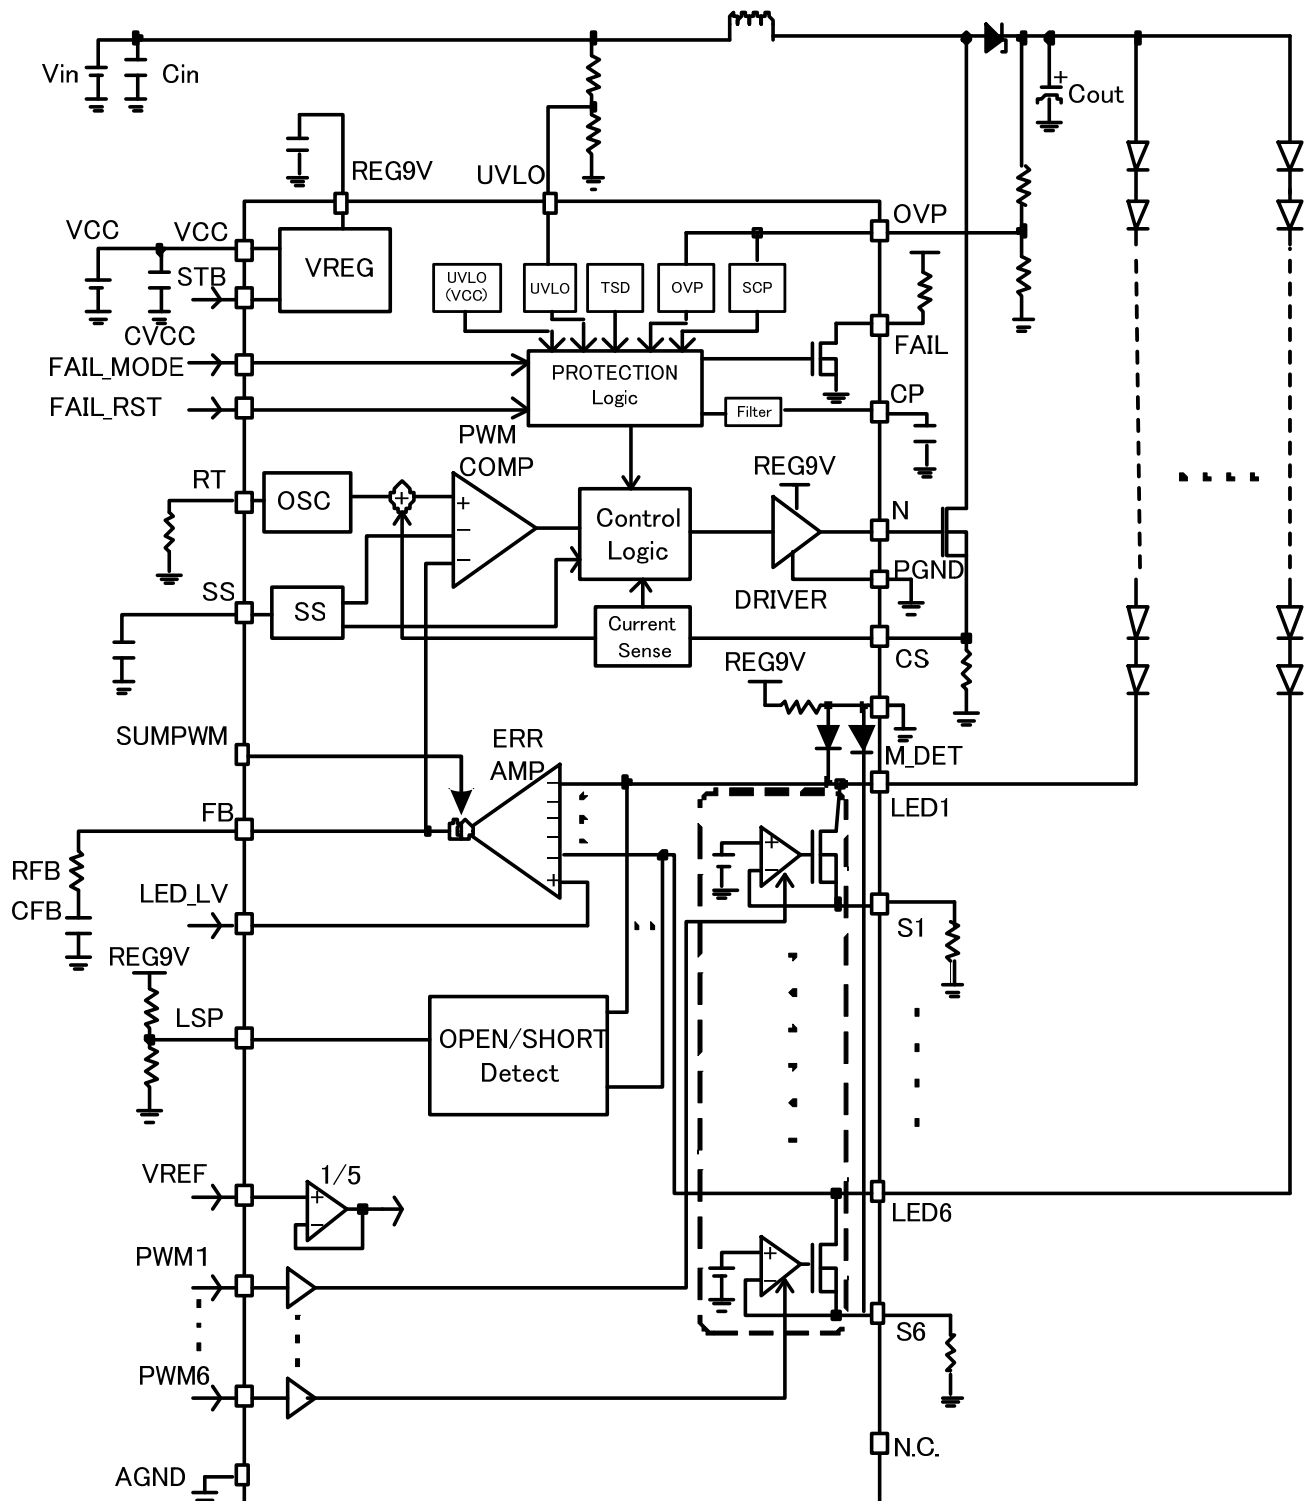 Vin
Cin
+
Cout
REG9V
UVLO
OVP
VCC
VCC
STB
CVCC
VREG
UVLO
(VCC)
UVLO
TSD
OVP
SCP
FAIL
FAIL_MODE
FAIL_RST
PROTECTION
Logic
Filter
CP
PWM
COMP
RT
OSC
+
+
−
−
Control
Logic
REG9V
N
PGND
DRIVER
SS
SS
Current
Sense
CS
REG9V
SUMPWM
ERR
AMP
M_DET
LED1
FB
−
−
−
−
−
+
+
−
RFB
CFB
LED_LV
S1
REG9V
LSP
OPEN/SHORT
Detect
VREF
1/5
+
−
LED6
PWM1
+
−
S6
PWM6
N.C.
AGND